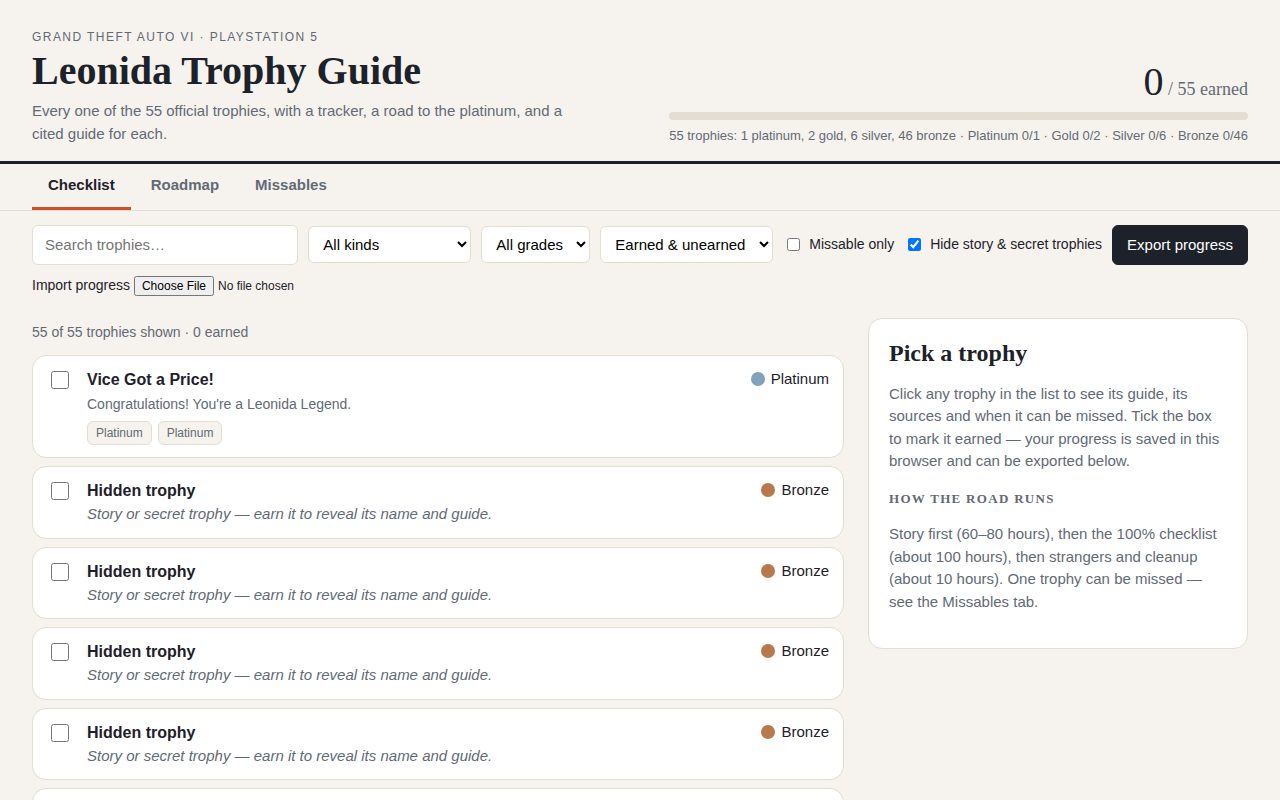 GRAND THEFT AUTO VI · PLAYSTATION 5
Leonida Trophy Guide
Every one of the 55 official trophies, with a tracker, a road to the platinum, and a
cited guide for each.
0 / 55 earned
55 trophies: 1 platinum, 2 gold, 6 silver, 46 bronze · Platinum 0/1 · Gold 0/2 · Silver 0/6 · Bronze 0/46
Checklist Roadmap Missables
Search trophies… All kinds All grades Earned & unearned Missable only Hide story & secret trophies Export progress
Import progress Choose File No file chosen
55 of 55 trophies shown · 0 earned
Vice Got a Price! Platinum
Congratulations! You're a Leonida Legend.
Platinum Platinum
Hidden trophy Bronze
Story or secret trophy — earn it to reveal its name and guide.
Hidden trophy Bronze
Story or secret trophy — earn it to reveal its name and guide.
Hidden trophy Bronze
Story or secret trophy — earn it to reveal its name and guide.
Hidden trophy Bronze
Story or secret trophy — earn it to reveal its name and guide.
Pick a trophy
Click any trophy in the list to see its guide, its
sources and when it can be missed. Tick the box
to mark it earned — your progress is saved in this
browser and can be exported below.
HOW THE ROAD RUNS
Story first (60–80 hours), then the 100% checklist
(about 100 hours), then strangers and cleanup
(about 10 hours). One trophy can be missed —
see the Missables tab.